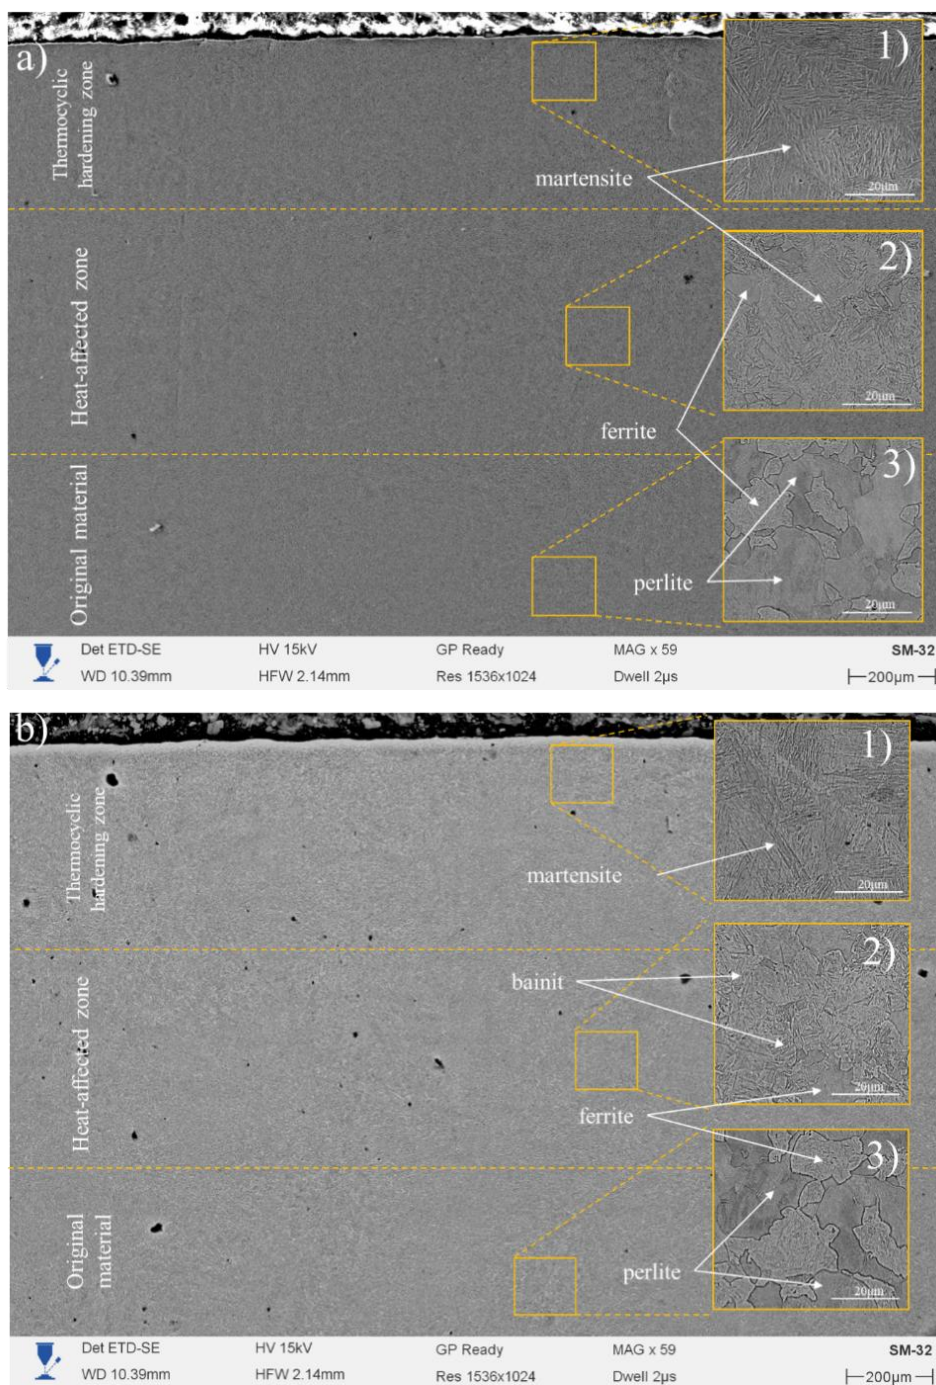 a)
Thermocyclic
hardening zone
Heat-affected zone
Original material
1)
martensite
20μm
2)
20μm
ferrite
3)
perlite
20μm
Det ETD-SE HV 15kV GP Ready MAG x 59 SM-32
WD 10.39mm HFW 2.14mm Res 1536x1024 Dwell 2μs 200μm
b)
Thermocyclic
hardening zone
Heat-affected zone
Original
material
1)
martensite
20μm
2)
bainit
20μm
ferrite
3)
perlite
20μm
Det ETD-SE HV 15kV GP Ready MAG x 59 SM-32
WD 10.39mm HFW 2.14mm Res 1536x1024 Dwell 2μs 200μm